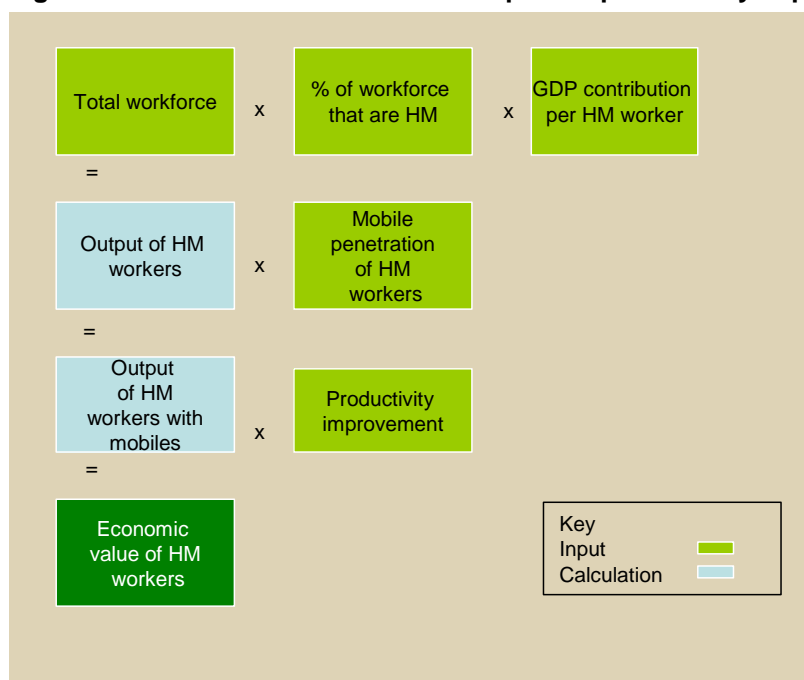 Total workforce
x
% of workforce
that are HM
x
GDP contribution
per HM worker
=
Output of HM
workers
x
Mobile
penetration
of HM
workers
=
Output
of HM
workers with
mobiles
x
Productivity
improvement
=
Economic
value of HM
workers
Key
Input
Calculation